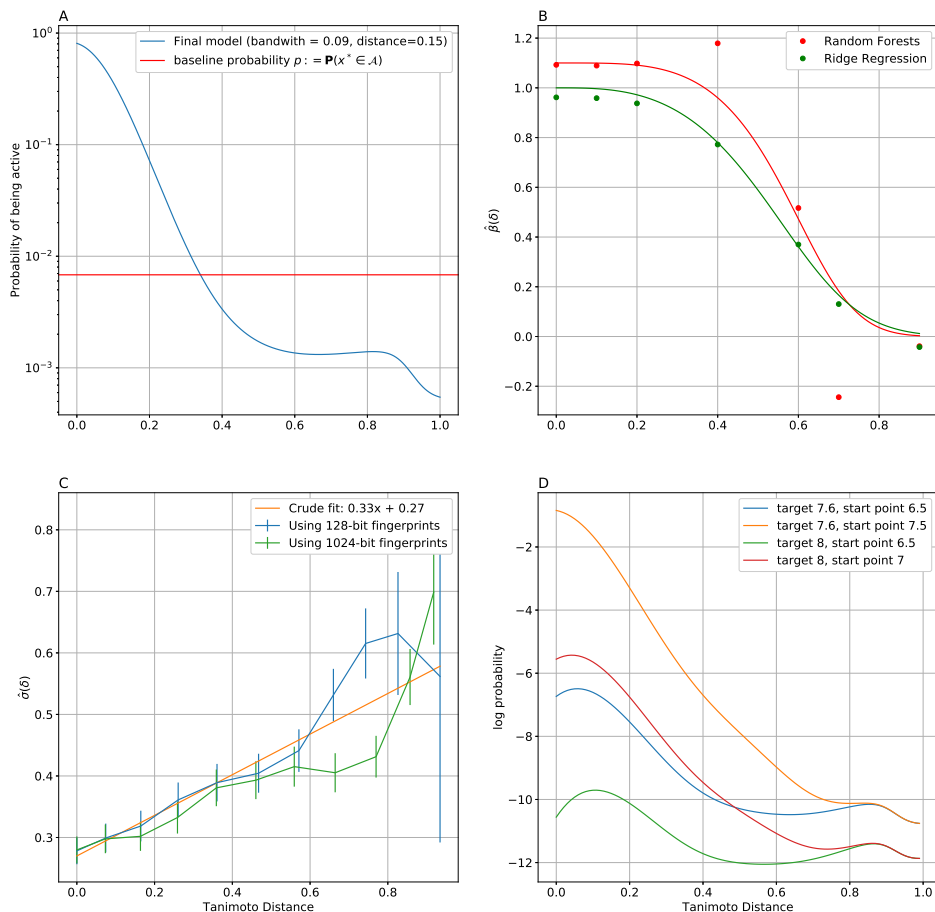 A
Final model (bandwith = 0.09, distance=0.15)
baseline probability p := P(x* ∈ 𝒜)
Probability of being active
10⁰
10⁻¹
10⁻²
10⁻³
0.0 0.2 0.4 0.6 0.8 1.0
B
Random Forests
Ridge Regression
β̂(δ)
1.2
1.0
0.8
0.6
0.4
0.2
0.0
−0.2
0.0 0.2 0.4 0.6 0.8
C
Crude fit: 0.33x + 0.27
Using 128-bit fingerprints
Using 1024-bit fingerprints
σ̂(δ)
0.8
0.7
0.6
0.5
0.4
0.3
0.0 0.2 0.4 0.6 0.8
Tanimoto Distance
D
target 7.6, start point 6.5
target 7.6, start point 7.5
target 8, start point 6.5
target 8, start point 7
log probability
−2
−4
−6
−8
−10
−12
0.0 0.2 0.4 0.6 0.8 1.0
Tanimoto Distance